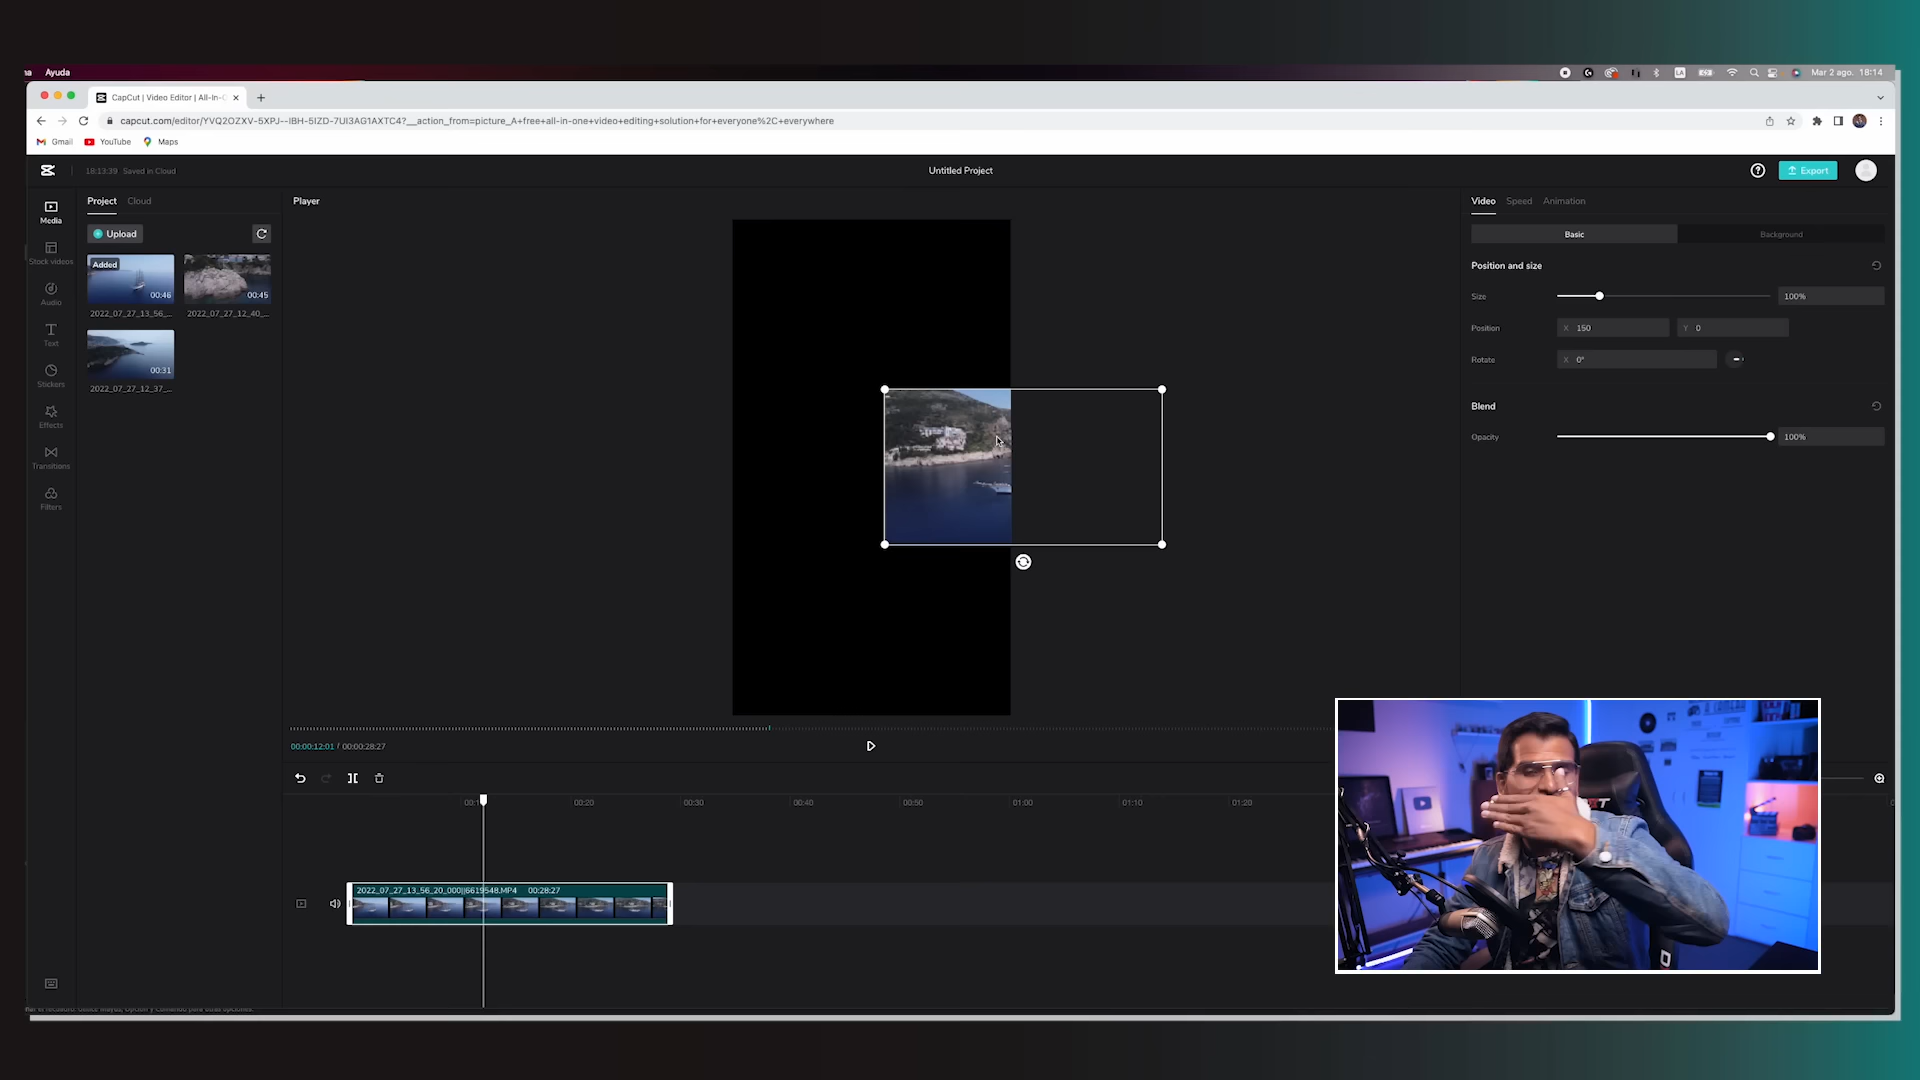 Ayuda
Mar 2 ago. 18:14
CapCut | Video Editor | All-In-
capcut.com/editor/YVQ2OZXV-5XPJ--IBH-5IZD-7UI3AG1AXTC4?__action_from=picture_A+free+all-in-one+video+editing+solution+for+everyone%2C+everywhere
Gmail
YouTube
Maps
18:13:39 Saved in Cloud
Untitled Project
Export
Media
Stock videos
Audio
Text
Stickers
Effects
Transitions
Filters
Project
Cloud
Upload
Added
00:46
00:45
2022_07_27_13_56_...
2022_07_27_12_40_...
00:31
2022_07_27_12_37_...
Player
Video
Speed
Animation
Basic
Background
Position and size
Size
100%
Position
X 150
Y 0
Rotate
X 0°
Blend
Opacity
100%
00:00:12:01 / 00:00:28:27
00:1
00:20
00:30
00:40
00:50
01:00
01:10
01:20
2022_07_27_13_56_20_000||6619548.MP4 00:28:27